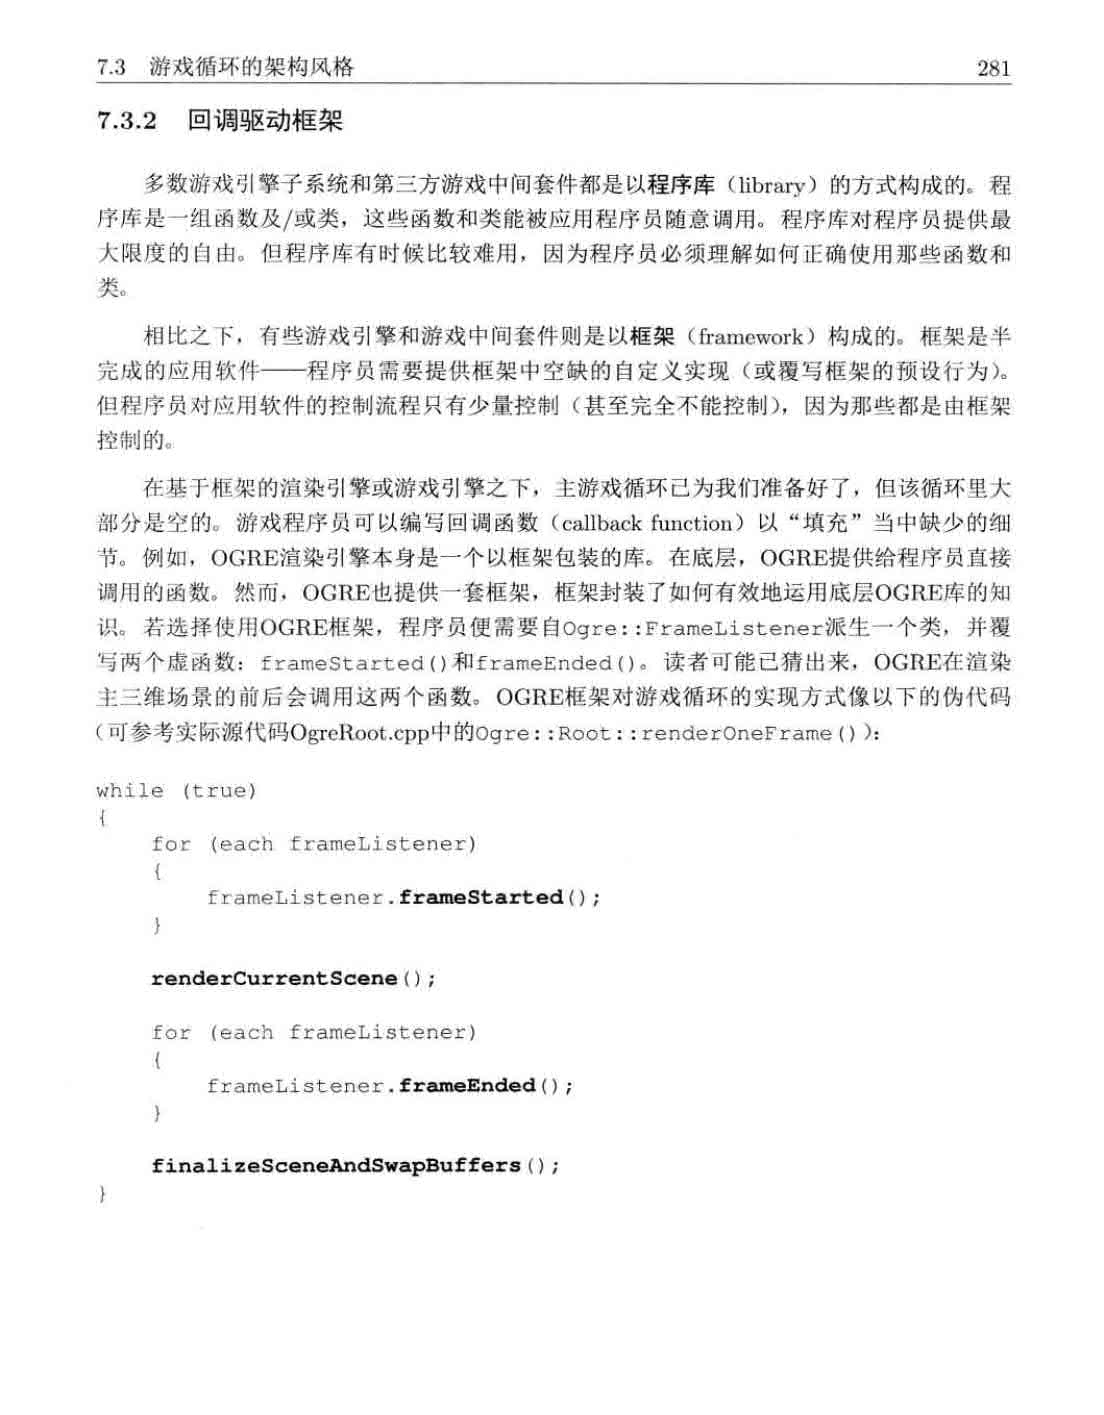 7.3 游戏循环的架构风格 281
7.3.2 回调驱动框架
多数游戏引擎子系统和第三方游戏中间套件都是以程序库（library）的方式构成的。程
序库是一组函数及/或类，这些函数和类能被应用程序员随意调用。程序库对程序员提供最
大限度的自由。但程序库有时候比较难用，因为程序员必须理解如何正确使用那些函数和
类。
相比之下，有些游戏引擎和游戏中间套件则是以框架（framework）构成的。框架是半
完成的应用软件——程序员需要提供框架中空缺的自定义实现（或覆写框架的预设行为）。
但程序员对应用软件的控制流程只有少量控制（甚至完全不能控制），因为那些都是由框架
控制的。
在基于框架的渲染引擎或游戏引擎之下，主游戏循环已为我们准备好了，但该循环里大
部分是空的。游戏程序员可以编写回调函数（callback function）以“填充”当中缺少的细
节。例如，OGRE渲染引擎本身是一个以框架包装的库。在底层，OGRE提供给程序员直接
调用的函数。然而，OGRE也提供一套框架，框架封装了如何有效地运用底层OGRE库的知
识。若选择使用OGRE框架，程序员便需要自Ogre::FrameListener派生一个类，并覆
写两个虚函数：frameStarted()和frameEnded()。读者可能已猜出来，OGRE在渲染
主三维场景的前后会调用这两个函数。OGRE框架对游戏循环的实现方式像以下的伪代码
（可参考实际源代码OgreRoot.cpp中的Ogre::Root::renderOneFrame()）：
while (true)
{
for (each frameListener)
{
frameListener.frameStarted();
}
renderCurrentScene();
for (each frameListener)
{
frameListener.frameEnded();
}
finalizeSceneAndSwapBuffers();
}